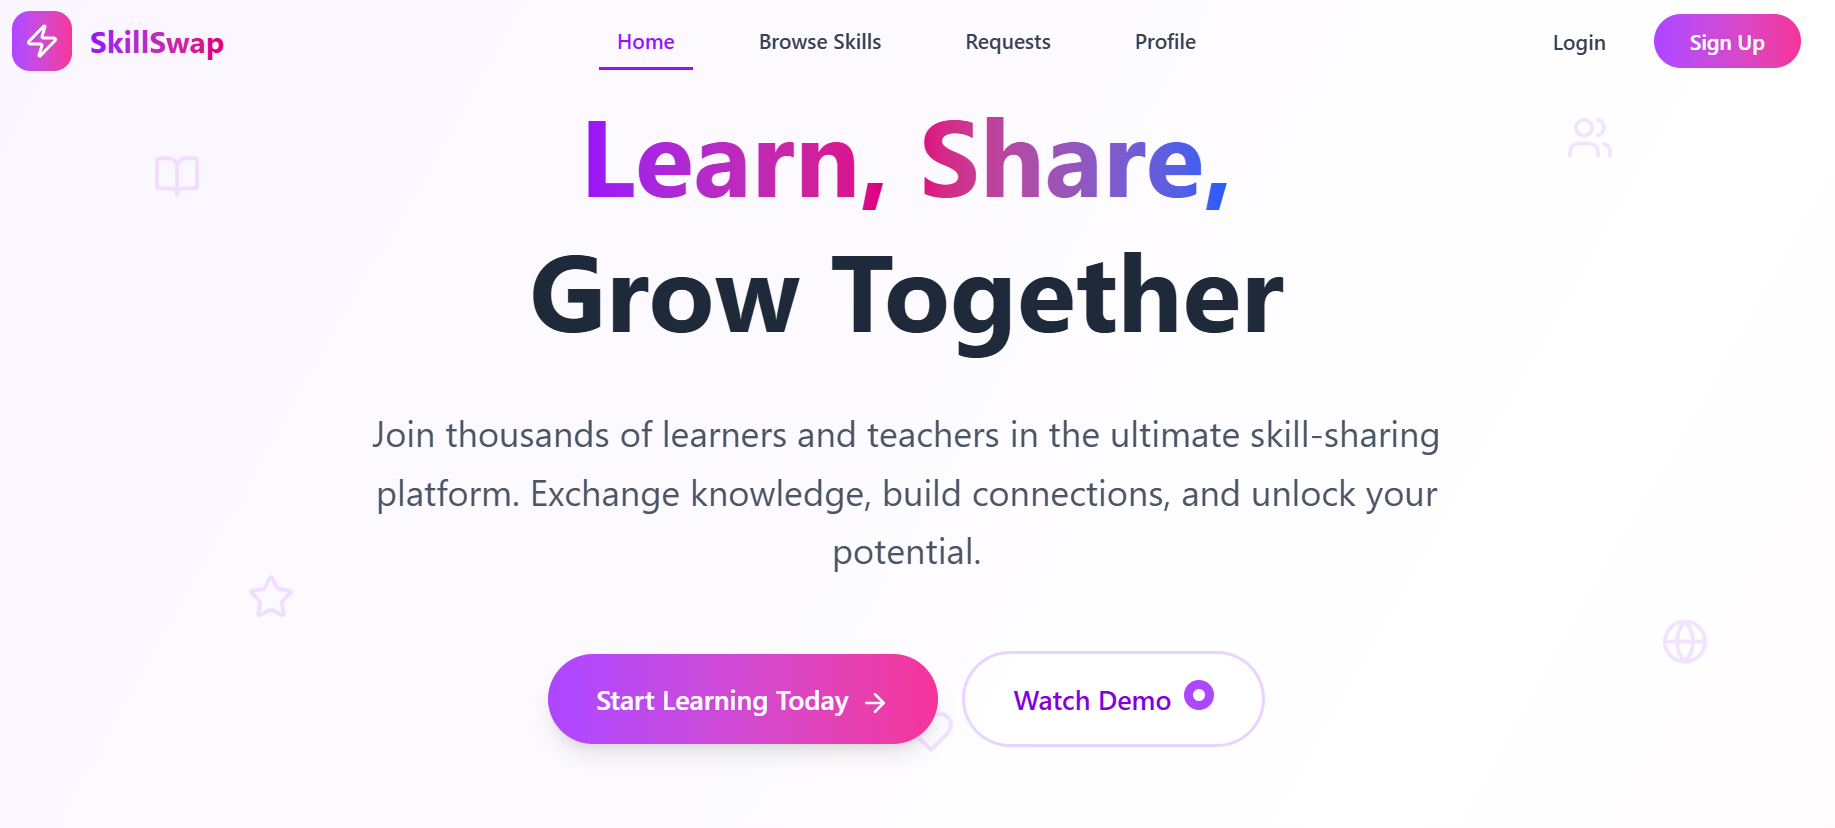 SkillSwap
Home
Browse Skills
Requests
Profile
Login
Sign Up
Learn, Share,
Grow Together
Join thousands of learners and teachers in the ultimate skill-sharing
platform. Exchange knowledge, build connections, and unlock your
potential.
Start Learning Today
Watch Demo